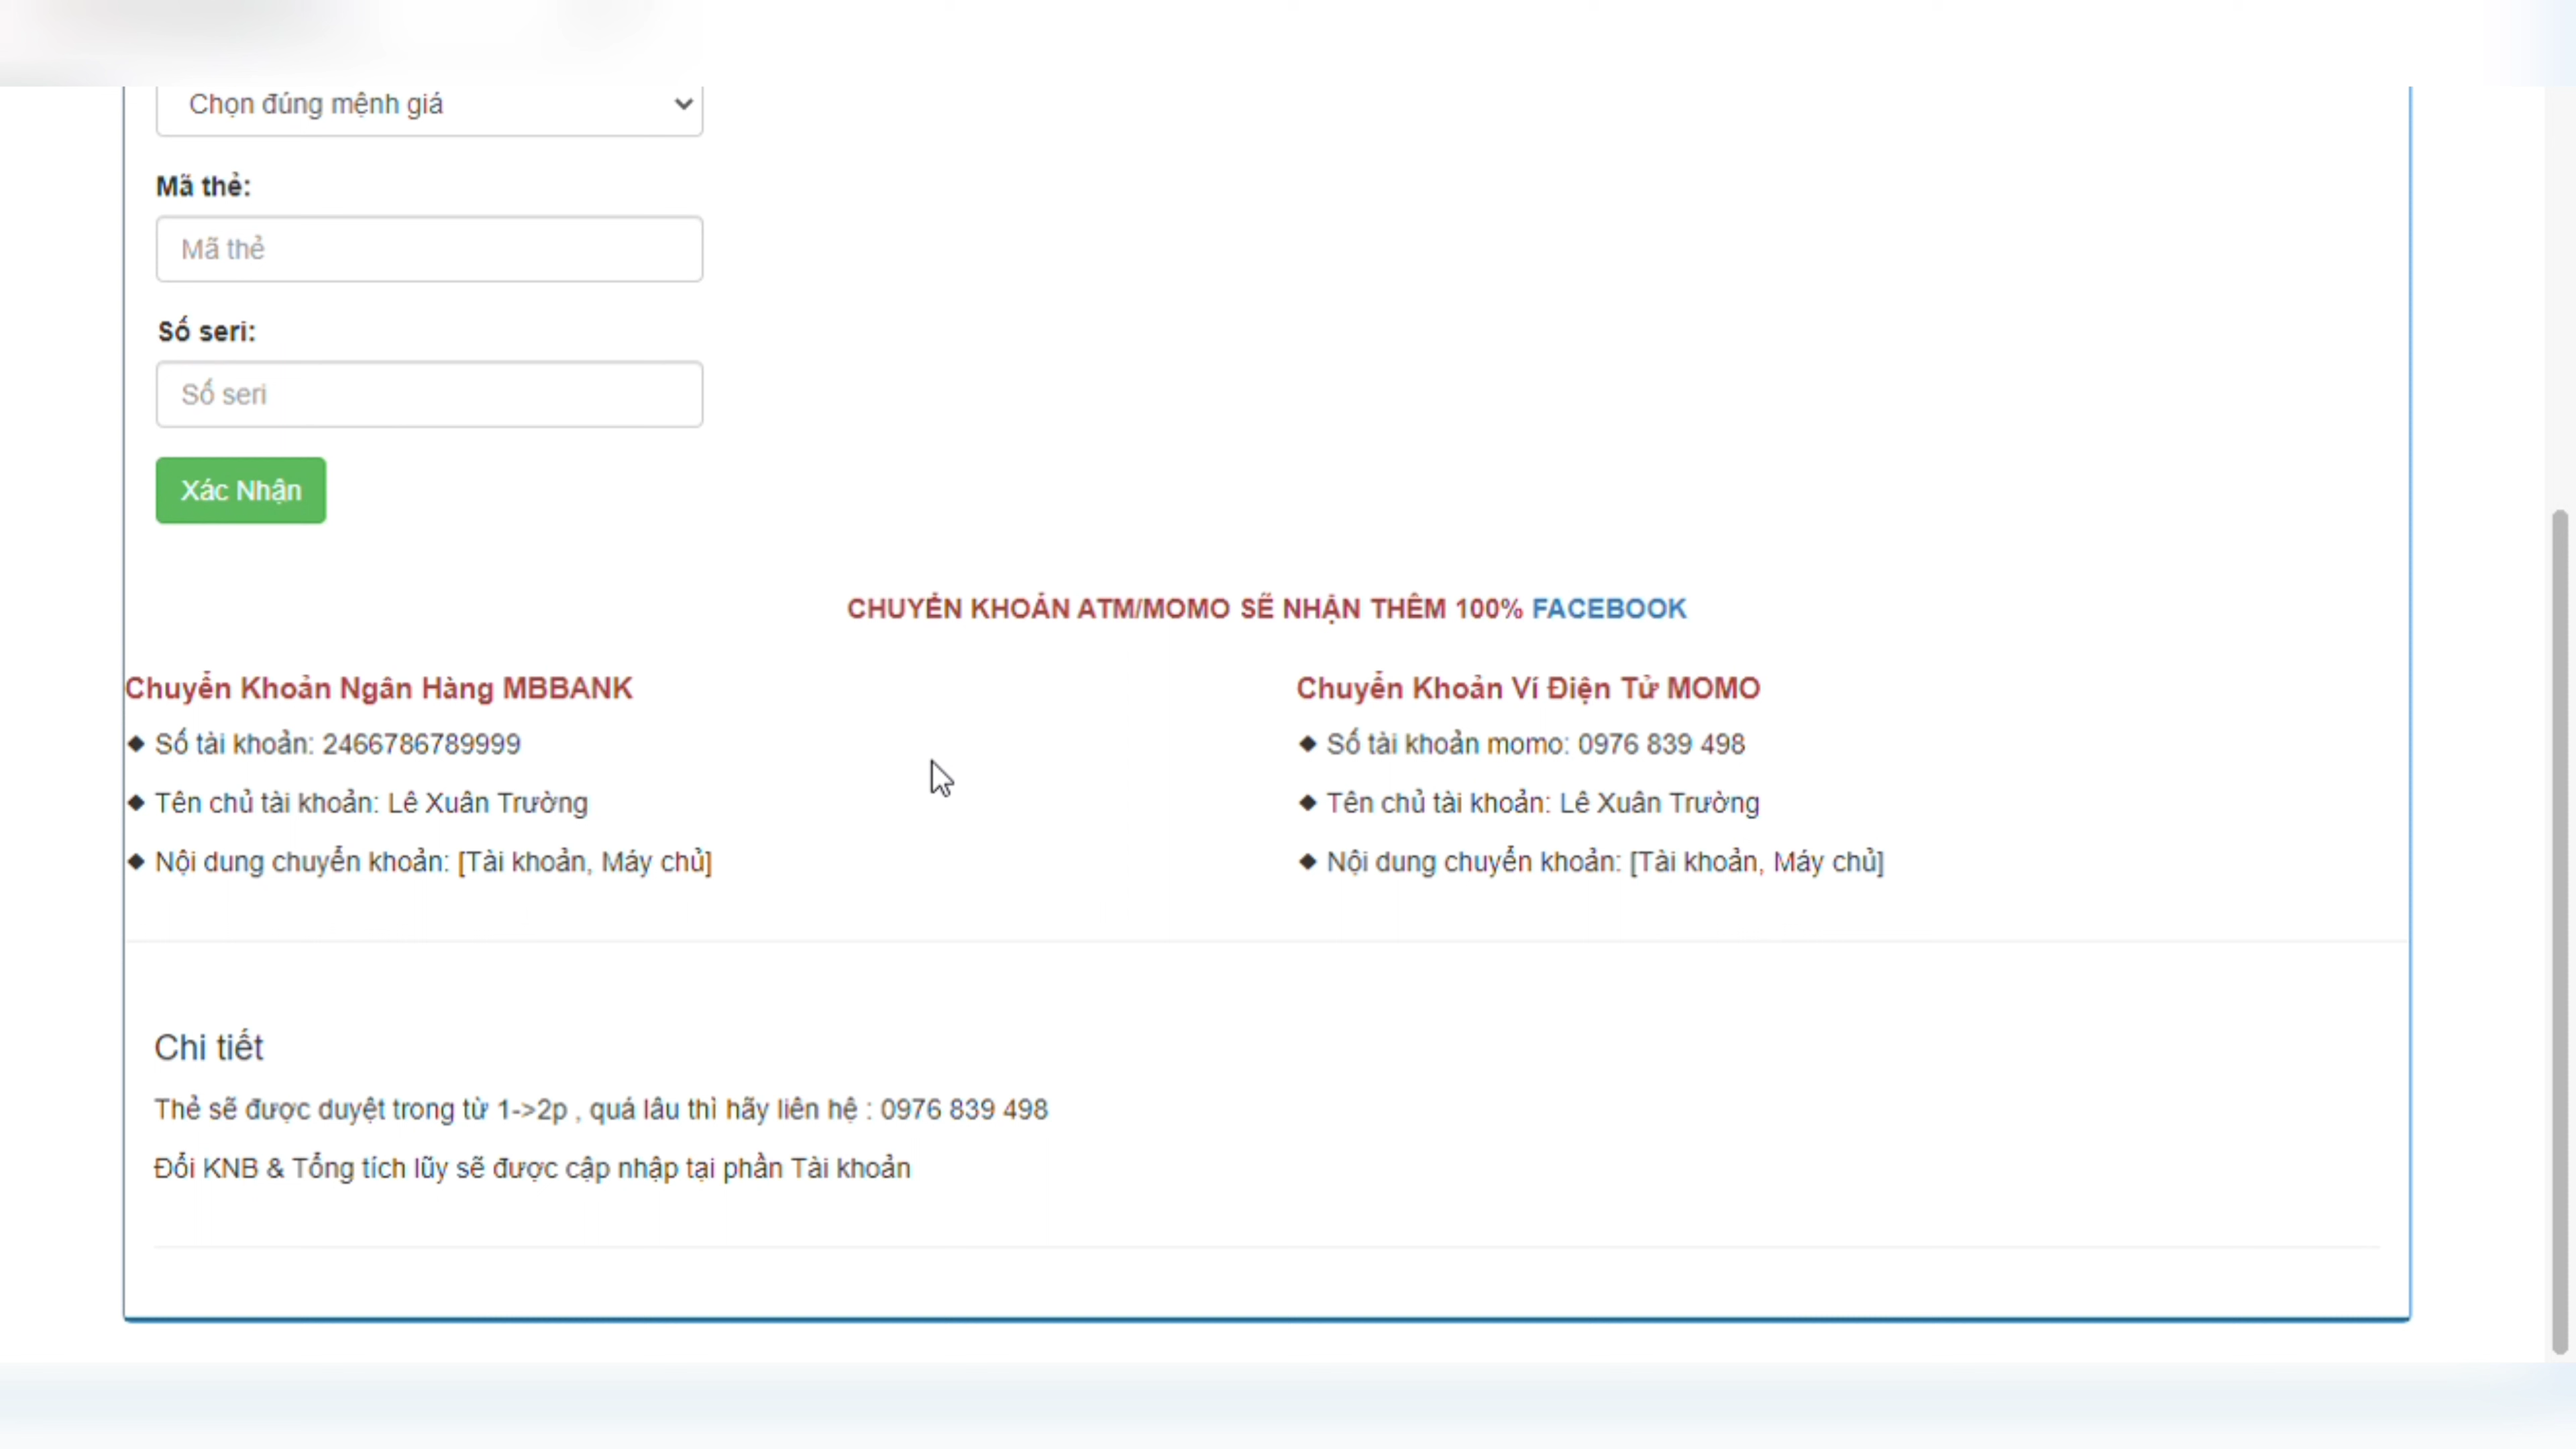 Chọn đúng mệnh giá
Mã thẻ:
Mã thẻ
Số seri:
Số seri
Xác Nhận
CHUYỂN KHOẢN ATM/MOMO SẼ NHẬN THÊM 100% FACEBOOK
Chuyển Khoản Ngân Hàng MBBANK
◆ Số tài khoản: 2466786789999
◆ Tên chủ tài khoản: Lê Xuân Trường
◆ Nội dung chuyển khoản: [Tài khoản, Máy chủ]
Chuyển Khoản Ví Điện Tử MOMO
◆ Số tài khoản momo: 0976 839 498
◆ Tên chủ tài khoản: Lê Xuân Trường
◆ Nội dung chuyển khoản: [Tài khoản, Máy chủ]
Chi tiết
Thẻ sẽ được duyệt trong từ 1->2p , quá lâu thì hãy liên hệ : 0976 839 498
Đổi KNB & Tổng tích lũy sẽ được cập nhập tại phần Tài khoản